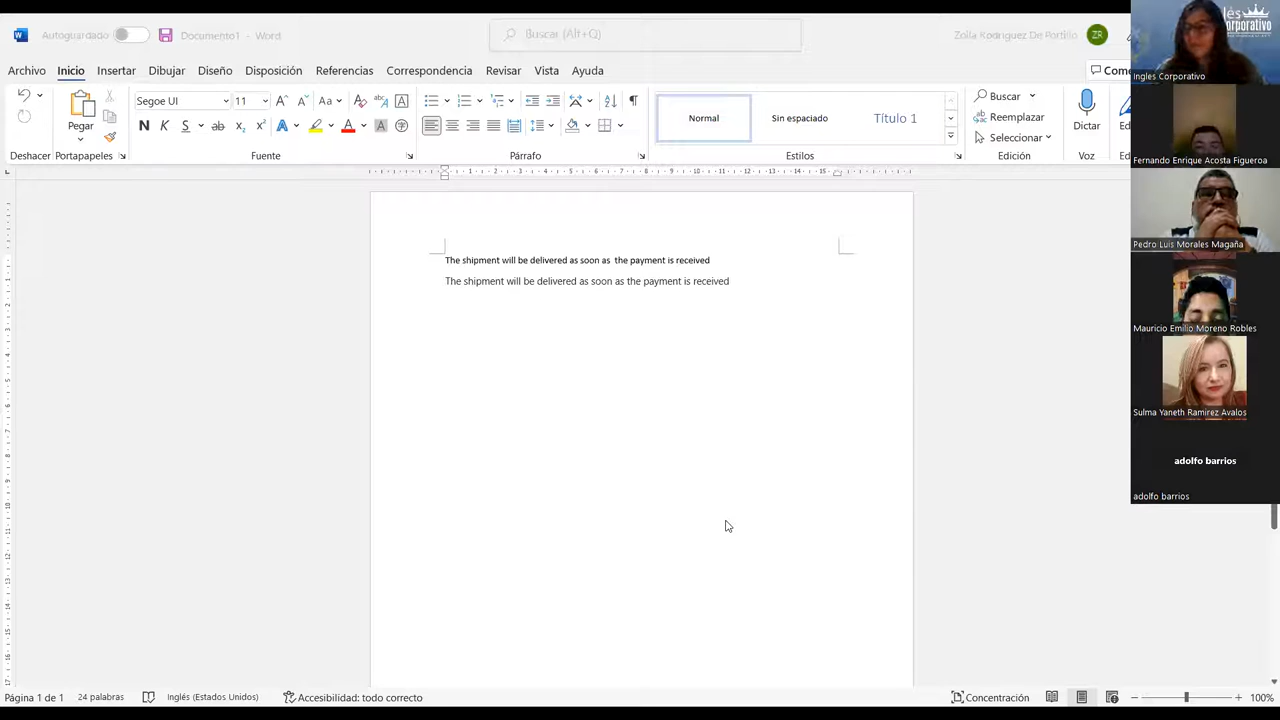 Autoguardado
Documento1 - Word
Buscar (Alt+Q)
Zoila Rodriguez De Portillo
ZR
Archivo
Inicio
Insertar
Dibujar
Diseño
Disposición
Referencias
Correspondencia
Revisar
Vista
Ayuda
Pegar
Segoe UI
11
Normal
Sin espaciado
Título 1
Buscar
Reemplazar
Seleccionar
Dictar
Deshacer
Portapapeles
Fuente
Párrafo
Estilos
Edición
Voz
The shipment will be delivered as soon as  the payment is received
The shipment will be delivered as soon as the payment is received
Ingles Corporativo
Fernando Enrique Acosta Figueroa
Pedro Luis Morales Magaña
Mauricio Emilio Moreno Robles
Sulma Yaneth Ramirez Avalos
adolfo barrios
adolfo barrios
Página 1 de 1
24 palabras
Inglés (Estados Unidos)
Accesibilidad: todo correcto
Concentración
100%